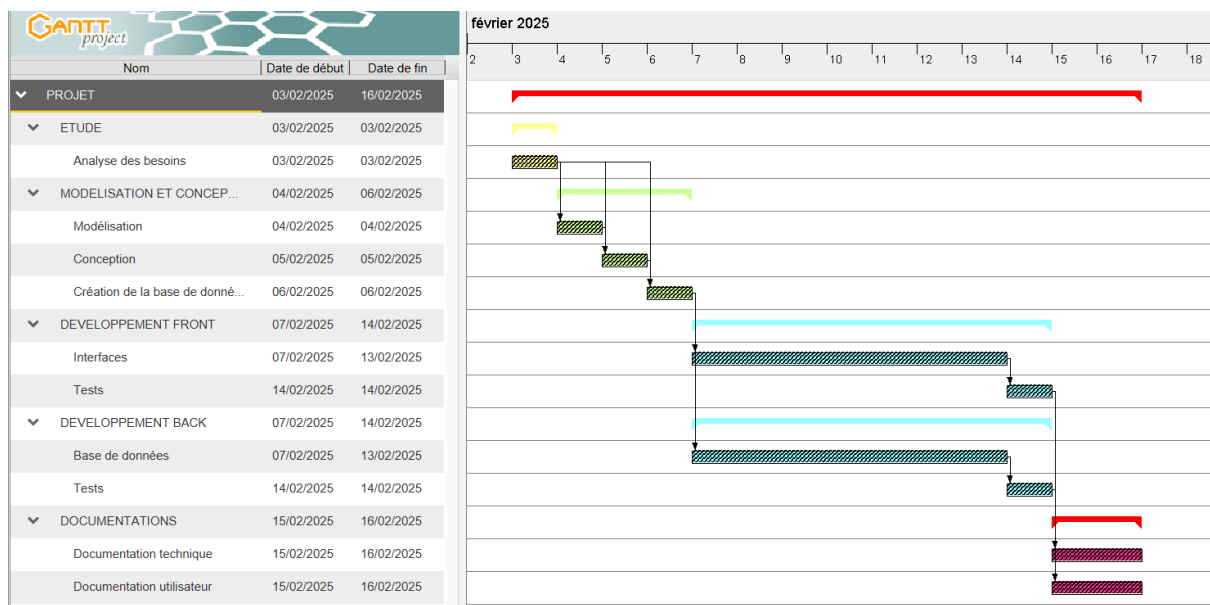 GANTT
project
février 2025
2 3 4 5 6 7 8 9 10 11 12 13 14 15 16 17 18
Nom Date de début Date de fin
PROJET 03/02/2025 16/02/2025
ETUDE 03/02/2025 03/02/2025
Analyse des besoins 03/02/2025 03/02/2025
MODELISATION ET CONCEP... 04/02/2025 06/02/2025
Modélisation 04/02/2025 04/02/2025
Conception 05/02/2025 05/02/2025
Création de la base de donné... 06/02/2025 06/02/2025
DEVELOPPEMENT FRONT 07/02/2025 14/02/2025
Interfaces 07/02/2025 13/02/2025
Tests 14/02/2025 14/02/2025
DEVELOPPEMENT BACK 07/02/2025 14/02/2025
Base de données 07/02/2025 13/02/2025
Tests 14/02/2025 14/02/2025
DOCUMENTATIONS 15/02/2025 16/02/2025
Documentation technique 15/02/2025 16/02/2025
Documentation utilisateur 15/02/2025 16/02/2025